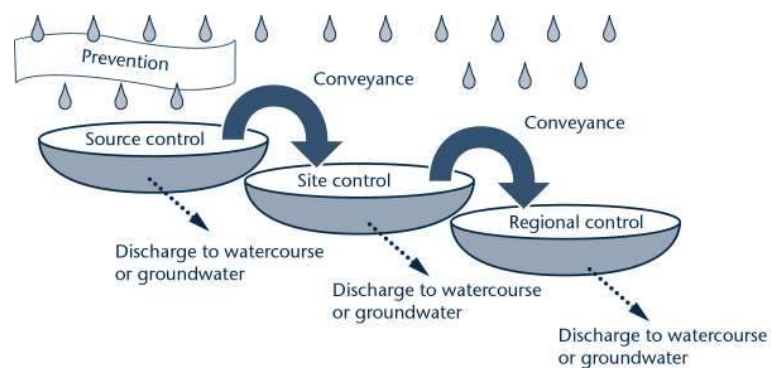 Prevention
Conveyance
Source control
Conveyance
Site control
Regional control
Discharge to watercourse
or groundwater
Discharge to watercourse
or groundwater
Discharge to watercourse
or groundwater